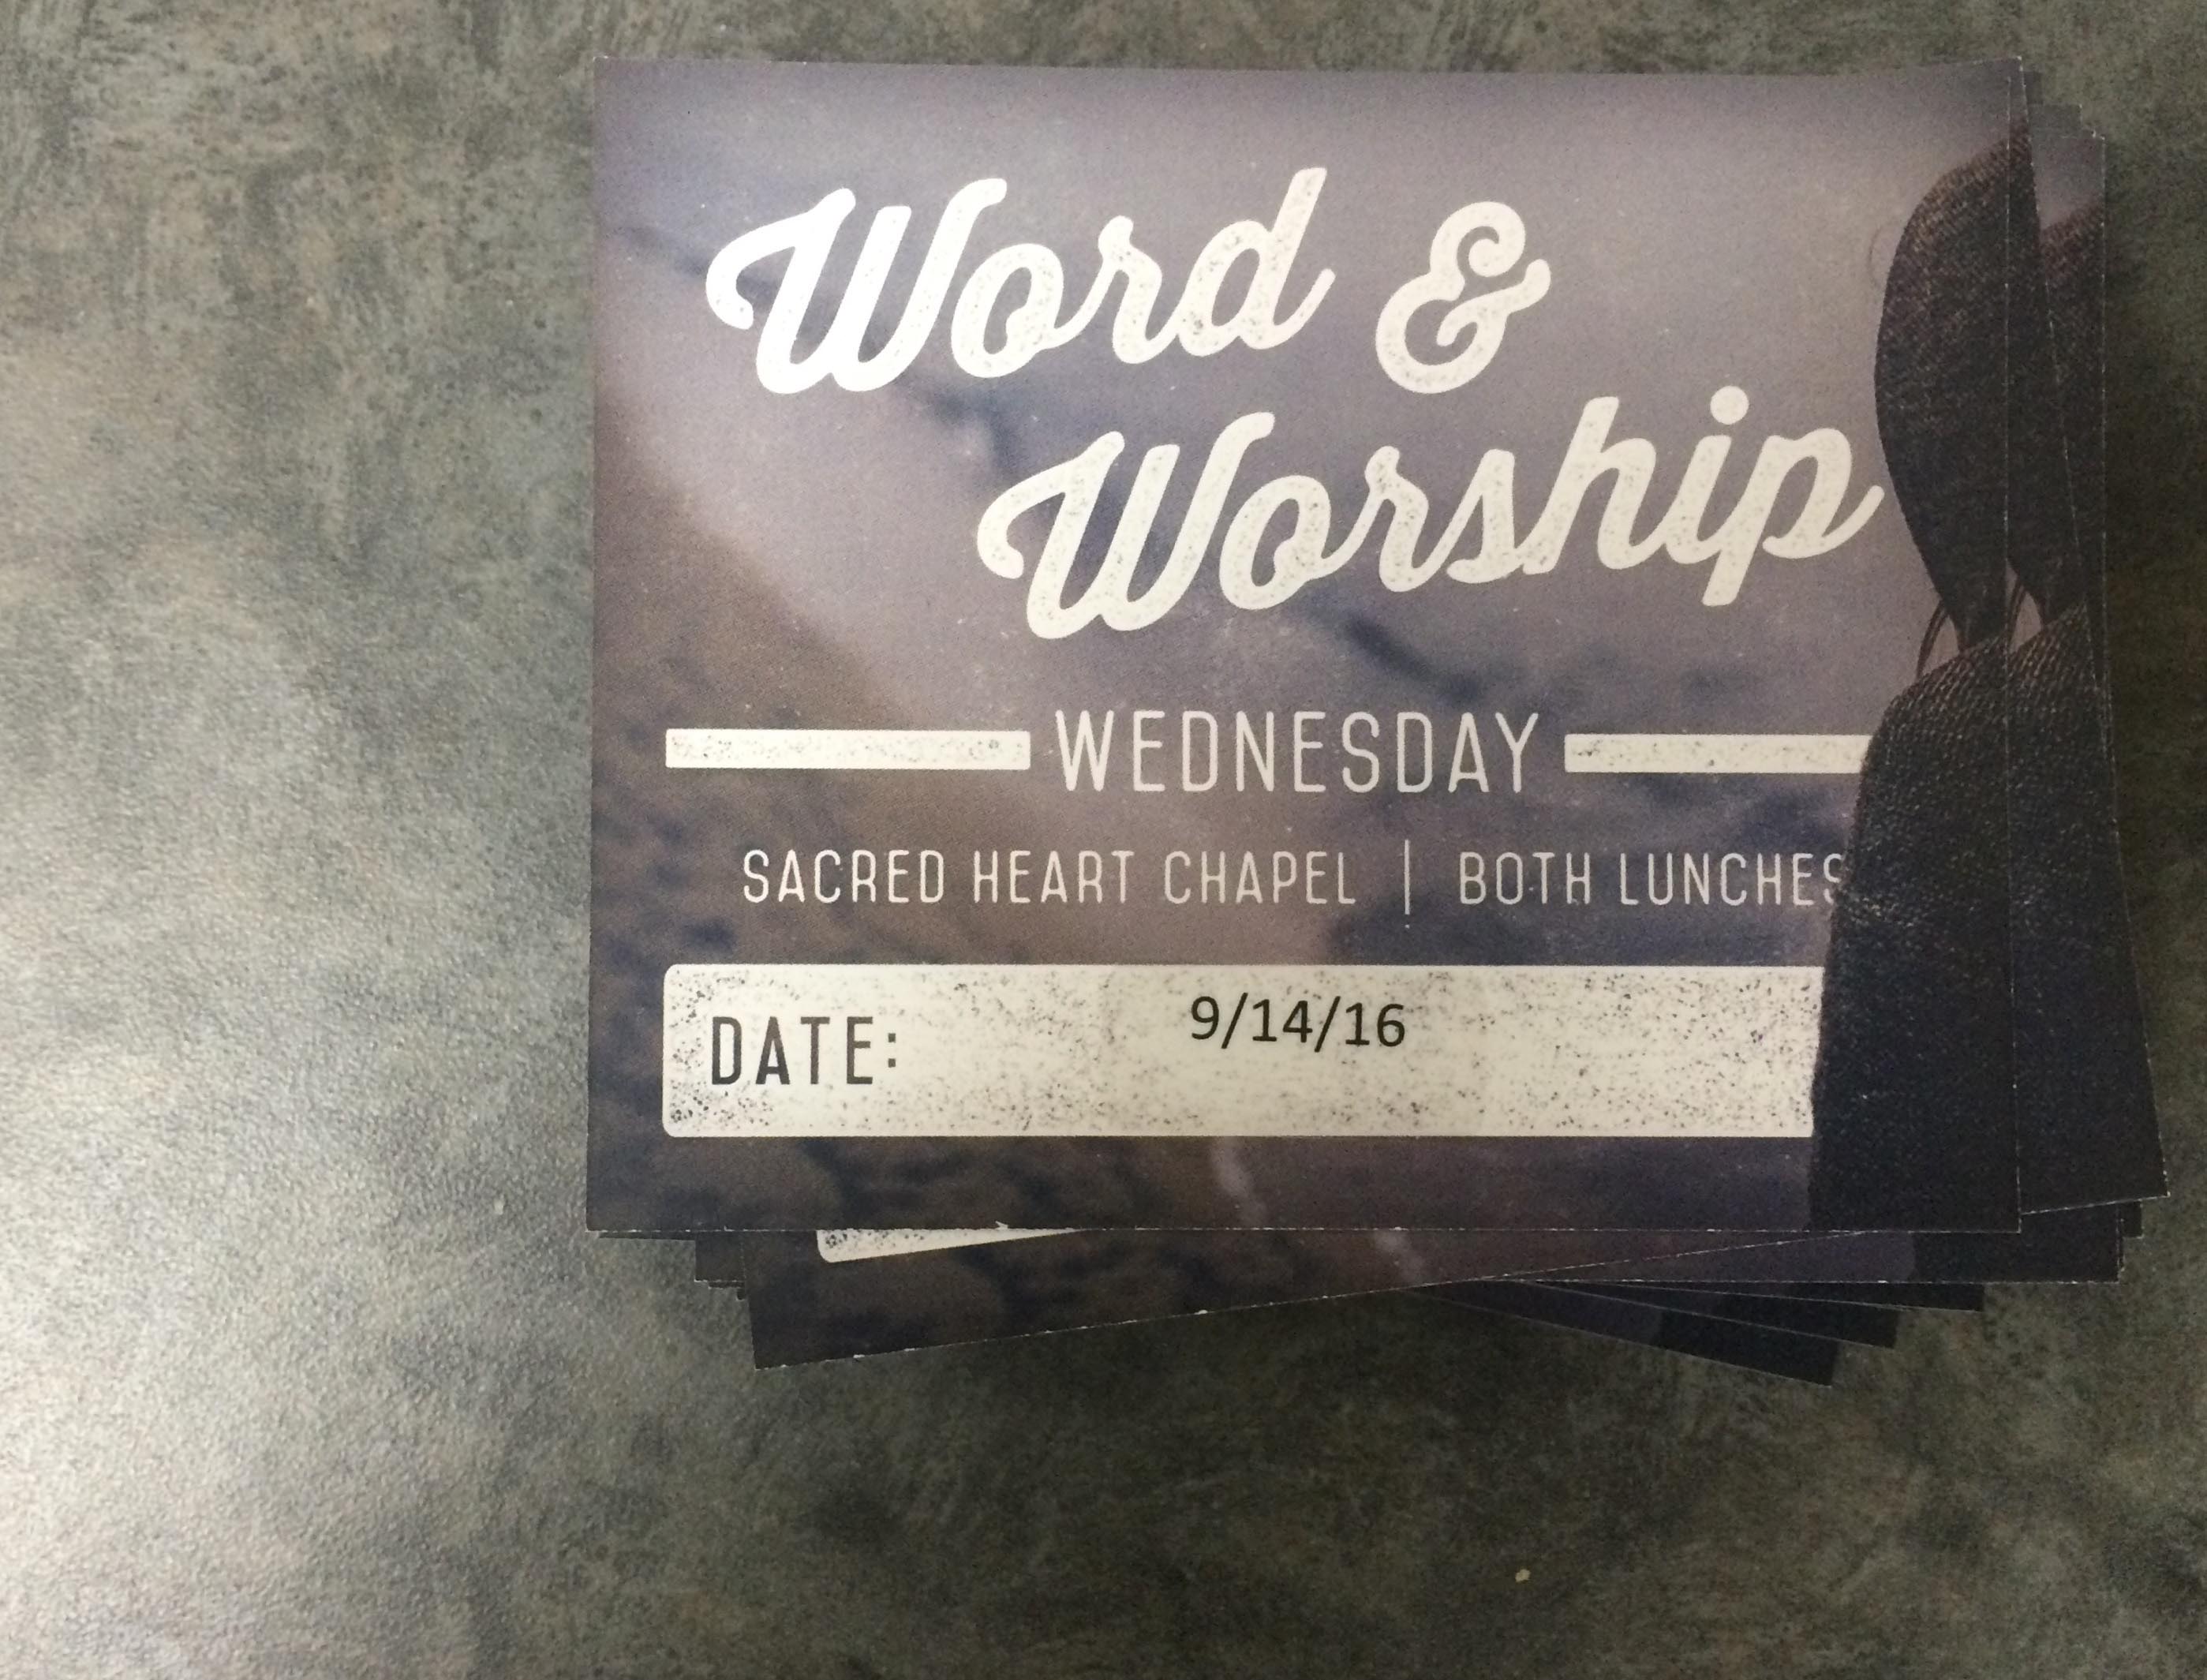 Word &
Worship
WEDNESDAY
SACRED HEART CHAPEL | BOTH LUNCHES
DATE: 9/14/16